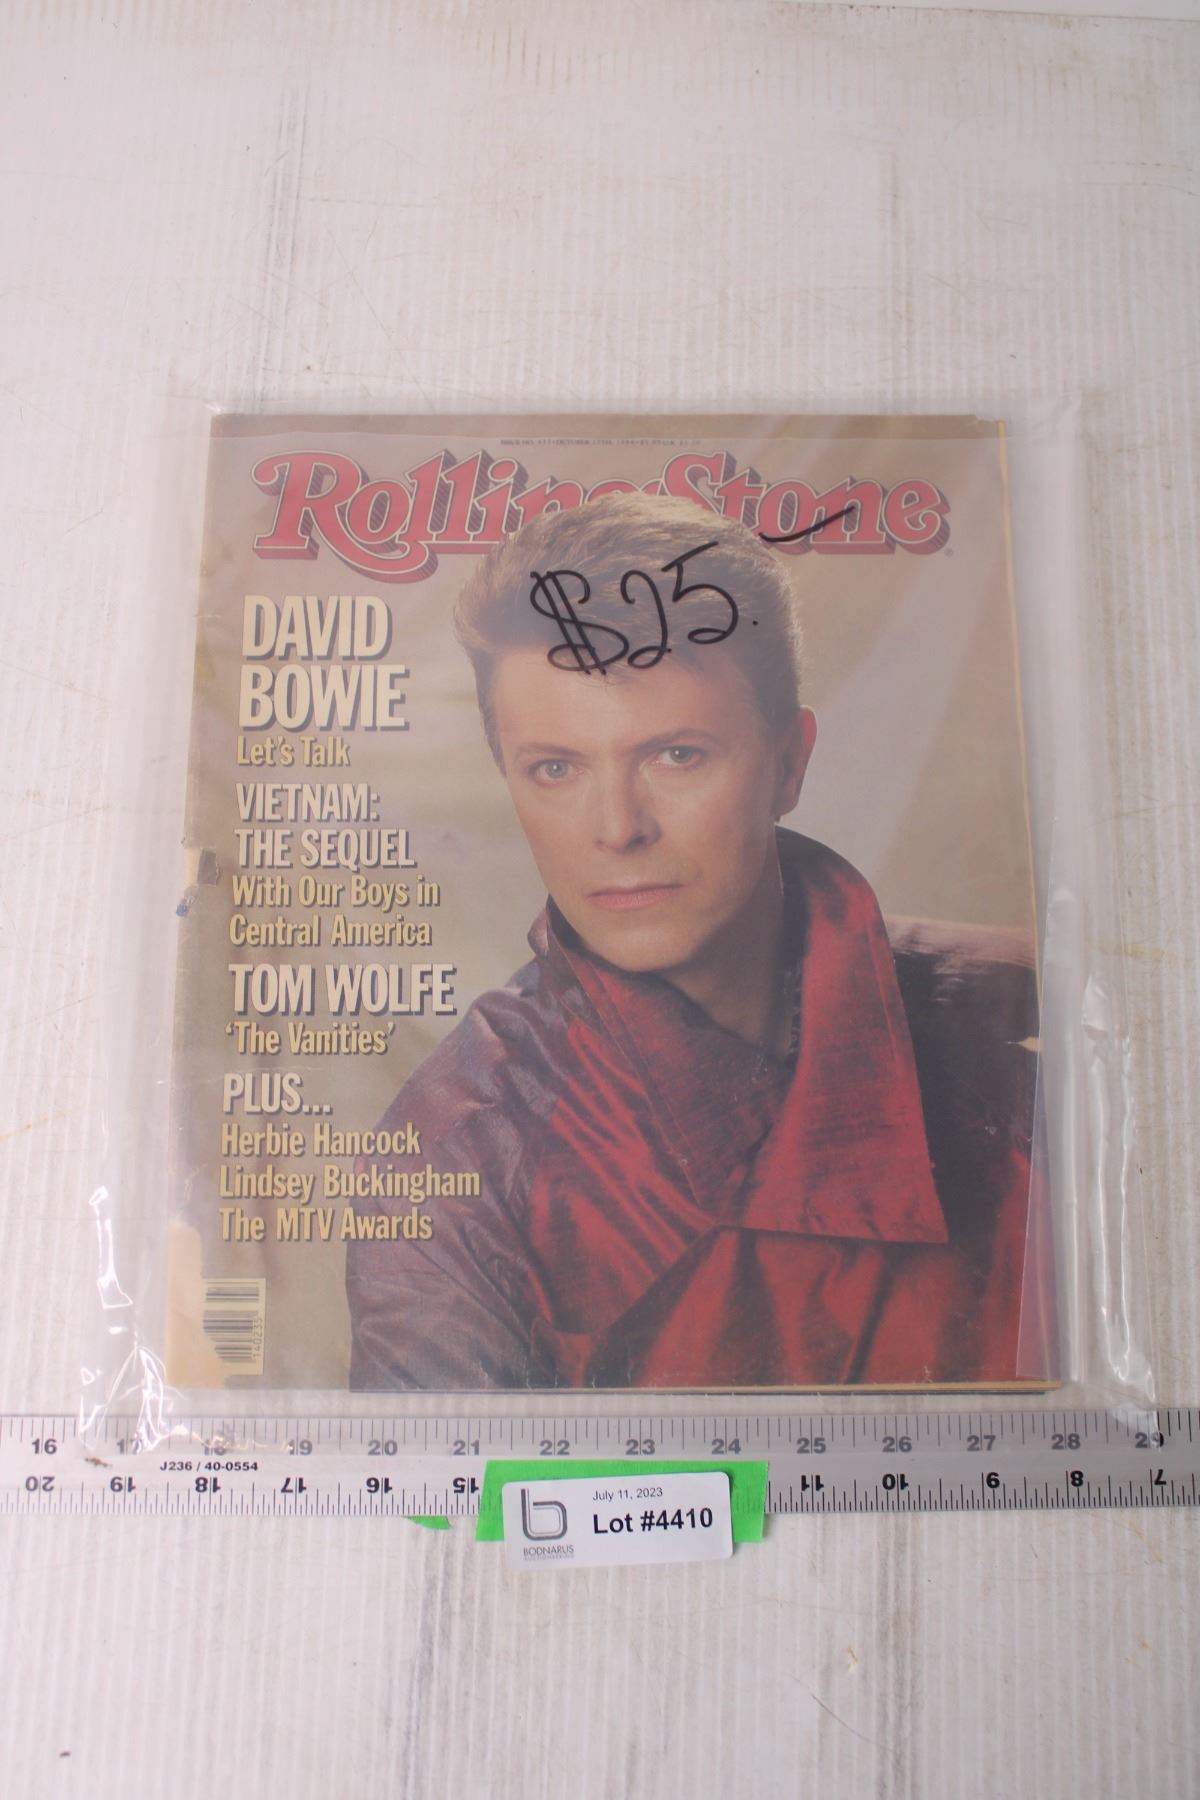 Rolling Stone
$25.
DAVID
BOWIE
Let's Talk
VIETNAM:
THE SEQUEL
With Our Boys in
Central America
TOM WOLFE
'The Vanities'
PLUS...
Herbie Hancock
Lindsey Buckingham
The MTV Awards
16 17 18 19 20 21 22 23 24 25 26 27 28 29
J236 / 40-0554
20 19 18 17 16 15 11 10 9 8 7
July 11, 2023
Lot #4410
BODNARUS
AUCTIONEERING